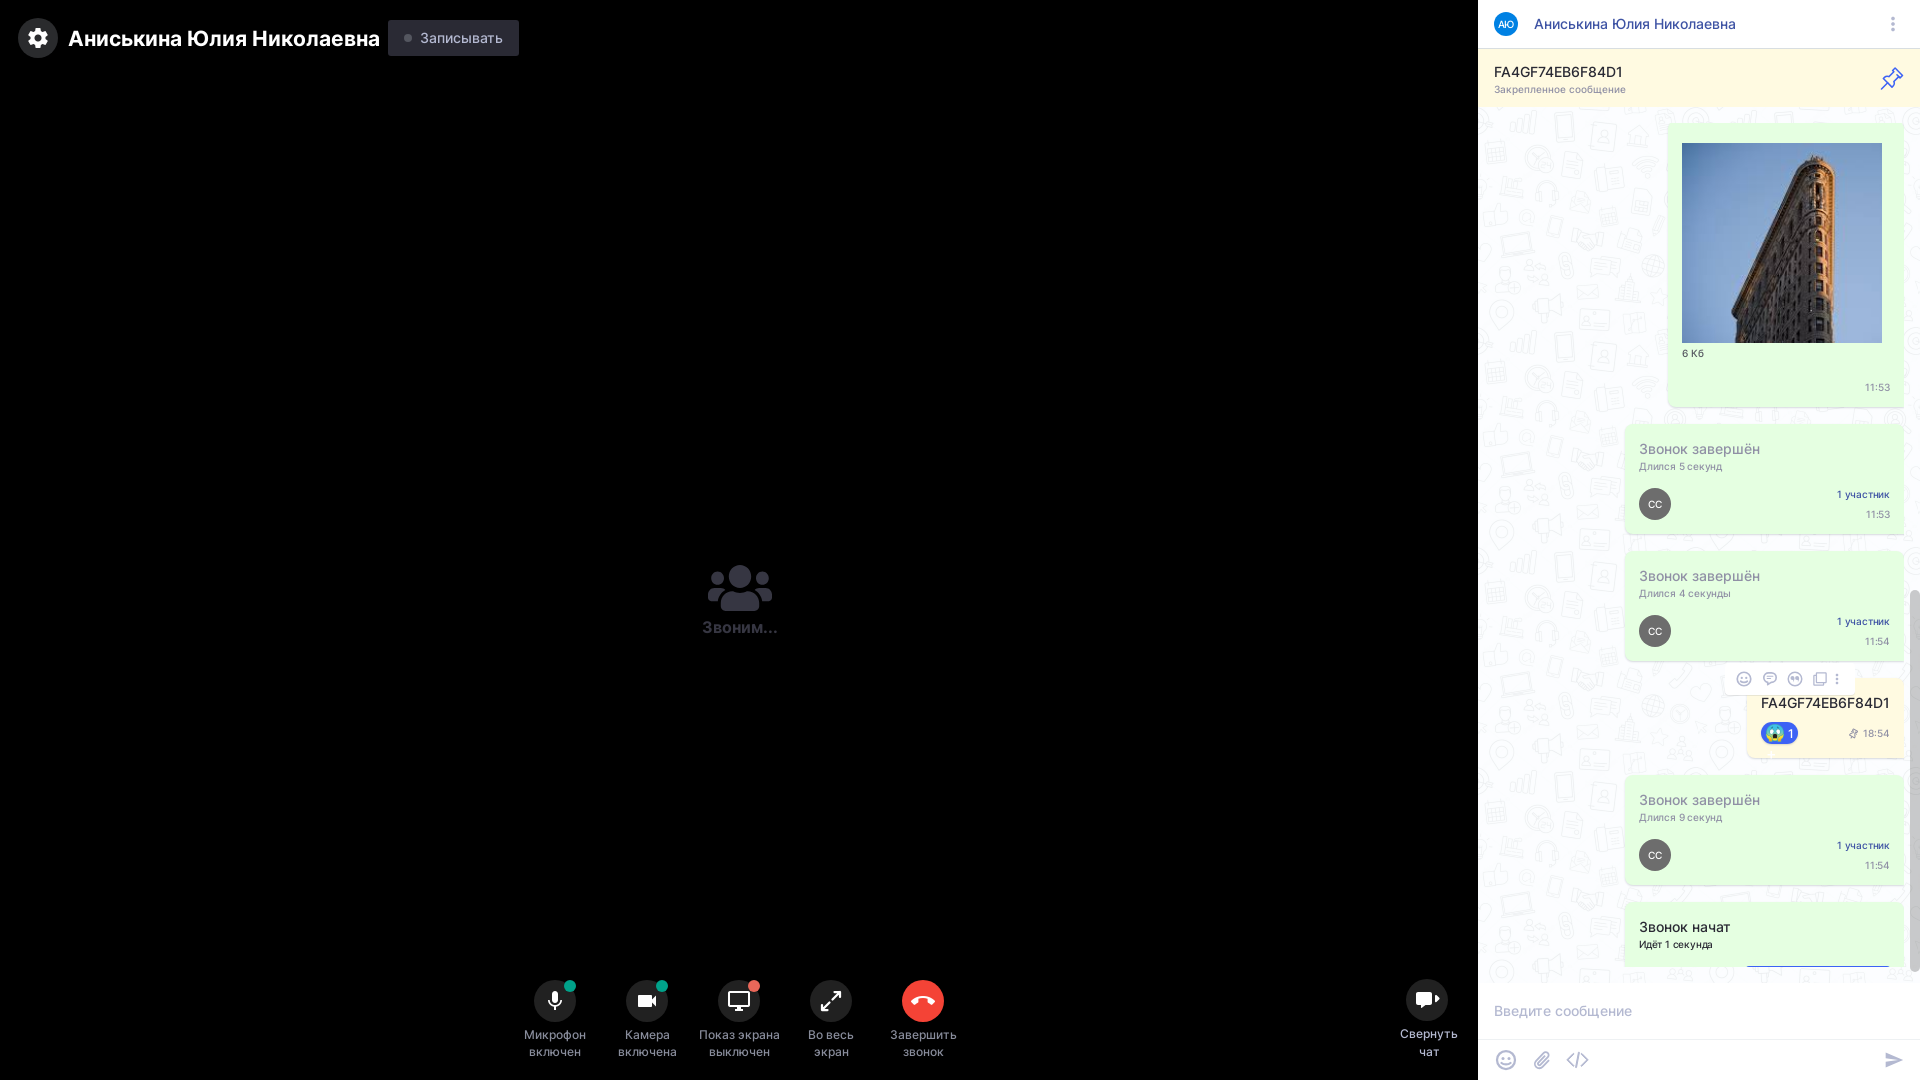 Аниськина Юлия Николаевна
Записывать
Звоним...
Микрофон включен
Камера включена
Показ экрана выключен
Во весь экран
Завершить звонок
Свернуть чат
АЮ
Аниськина Юлия Николаевна
FA4GF74EB6F84D1
Закрепленное сообщение
6 Кб
11:53
Звонок завершён
Длился 5 секунд
СС
1 участник
11:53
Звонок завершён
Длился 4 секунды
СС
1 участник
11:54
FA4GF74EB6F84D1
1
18:54
Звонок завершён
Длился 9 секунд
СС
1 участник
11:54
Звонок начат
Идёт 1 секунда
Введите сообщение